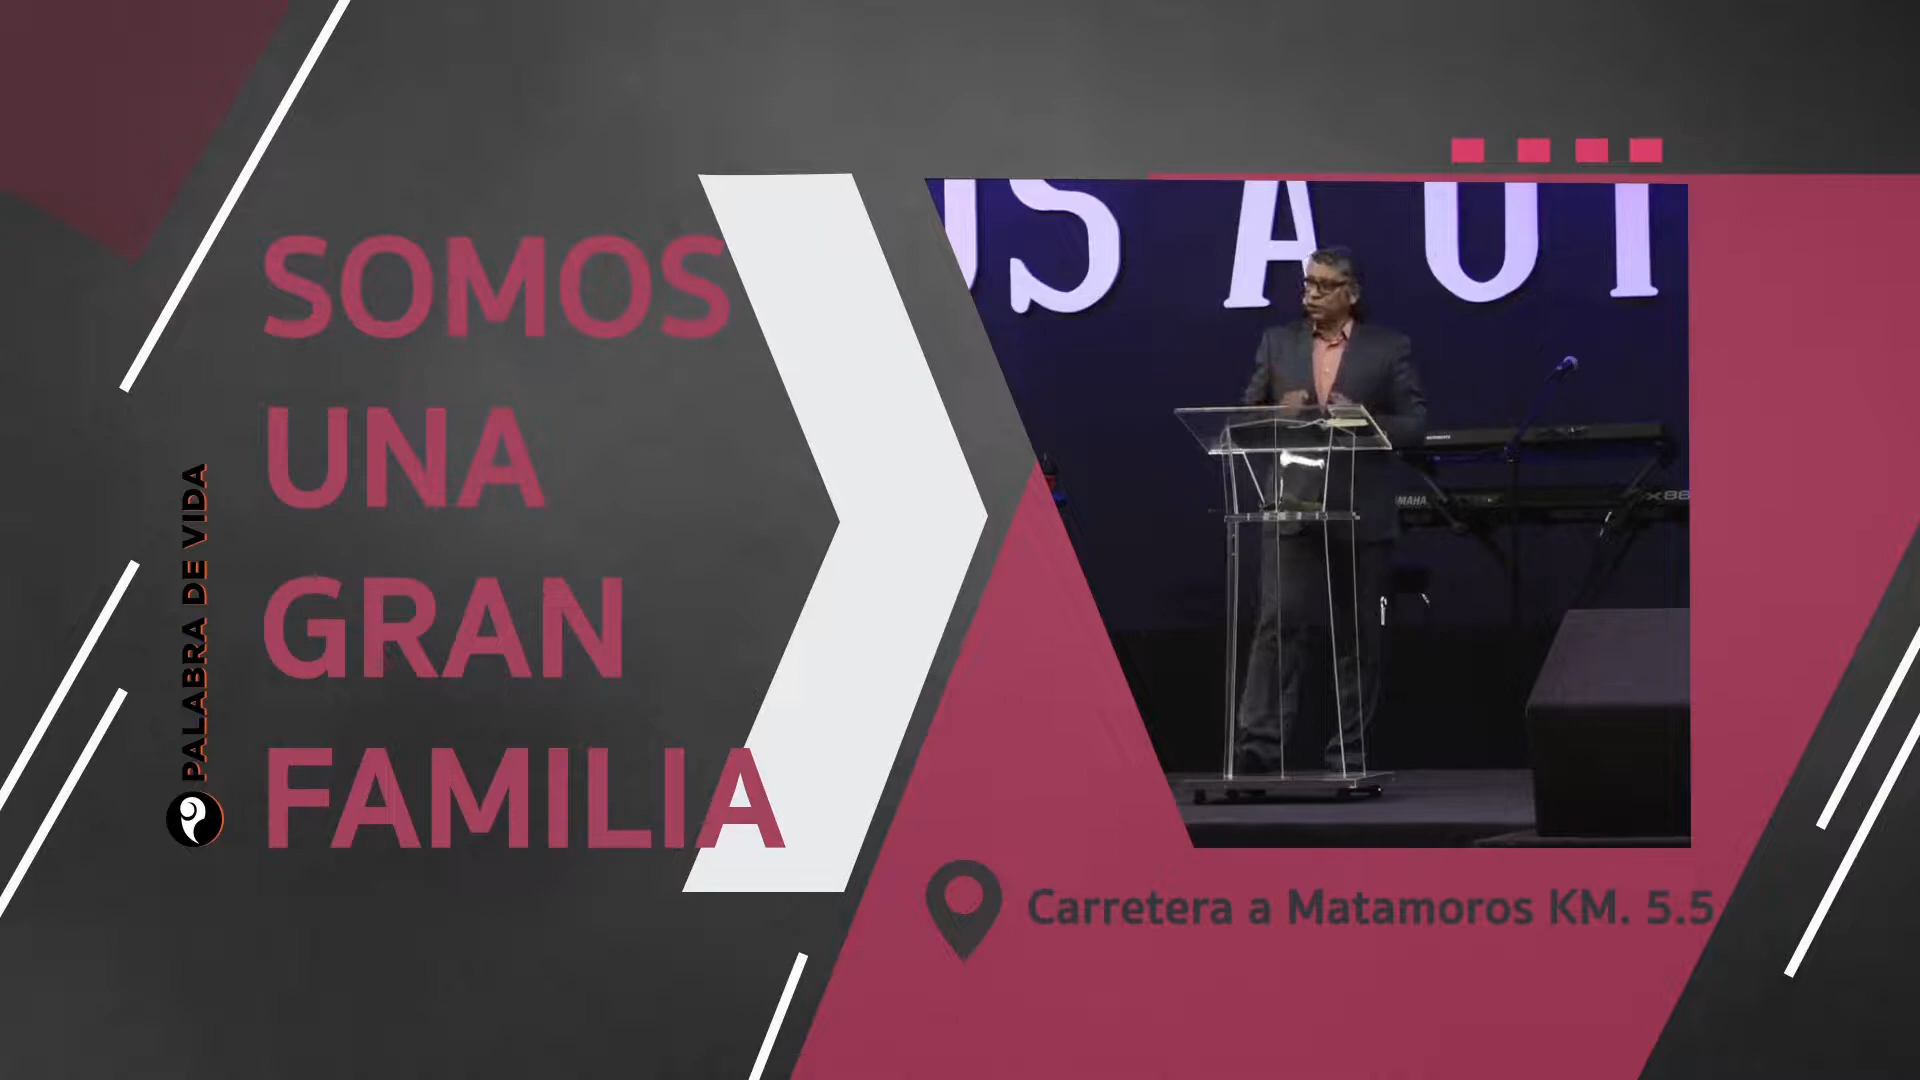 SOMOS
UNA
GRAN
FAMILIA
PALABRA DE VIDA
Carretera a Matamoros KM. 5.5